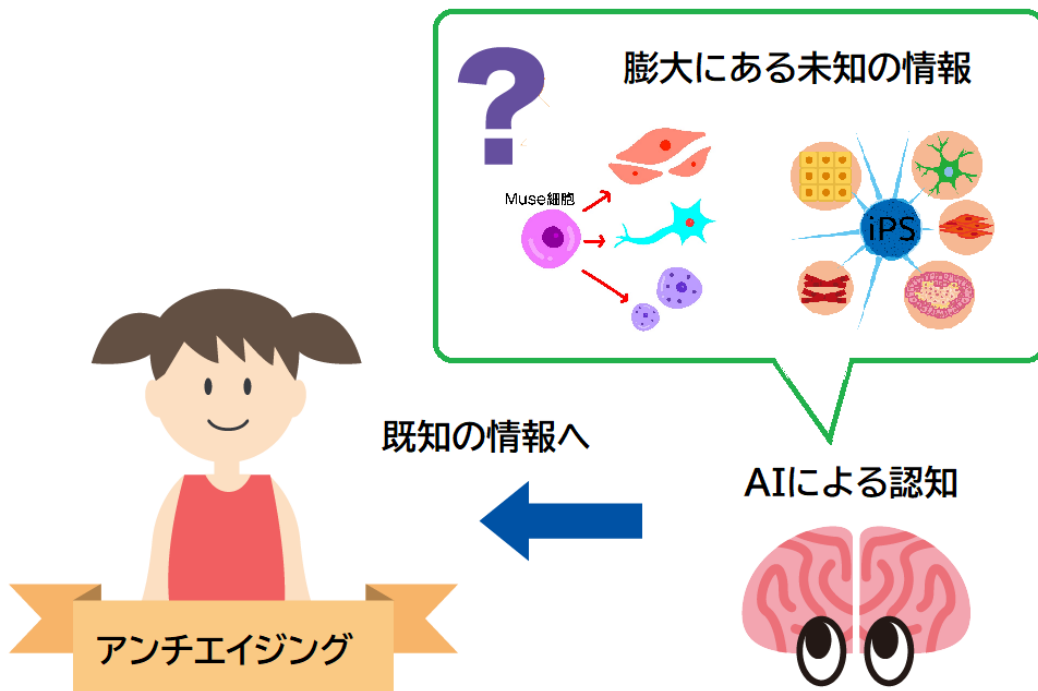 ?
膨大にある未知の情報
Muse細胞
iPS
既知の情報へ
AIによる認知
アンチエイジング